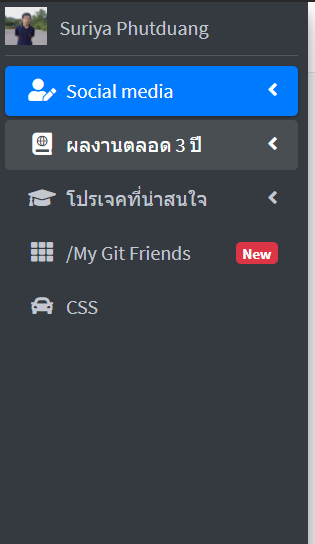 Suriya Phutduang
Social media
ผลงานตลอด 3 ปี
โปรเจคที่น่าสนใจ
/My Git Friends New
CSS